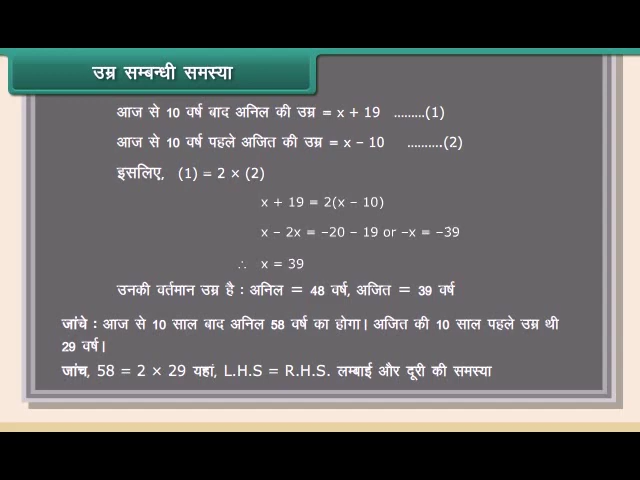 उम्र सम्बन्धी समस्या
आज से 10 वर्ष बाद अनिल की उम्र = x + 19 ........(1)
आज से 10 वर्ष पहले अजित की उम्र = x – 10 ..........(2)
इसलिए, (1) = 2 × (2)
x + 19 = 2(x – 10)
x – 2x = –20 – 19 or –x = –39
∴ x = 39
उनकी वर्तमान उम्र है : अनिल = 48 वर्ष, अजित = 39 वर्ष
जांचे : आज से 10 साल बाद अनिल 58 वर्ष का होगा। अजित की 10 साल पहले उम्र थी
29 वर्ष।
जांच, 58 = 2 × 29 यहां, L.H.S = R.H.S. लम्बाई और दूरी की समस्या